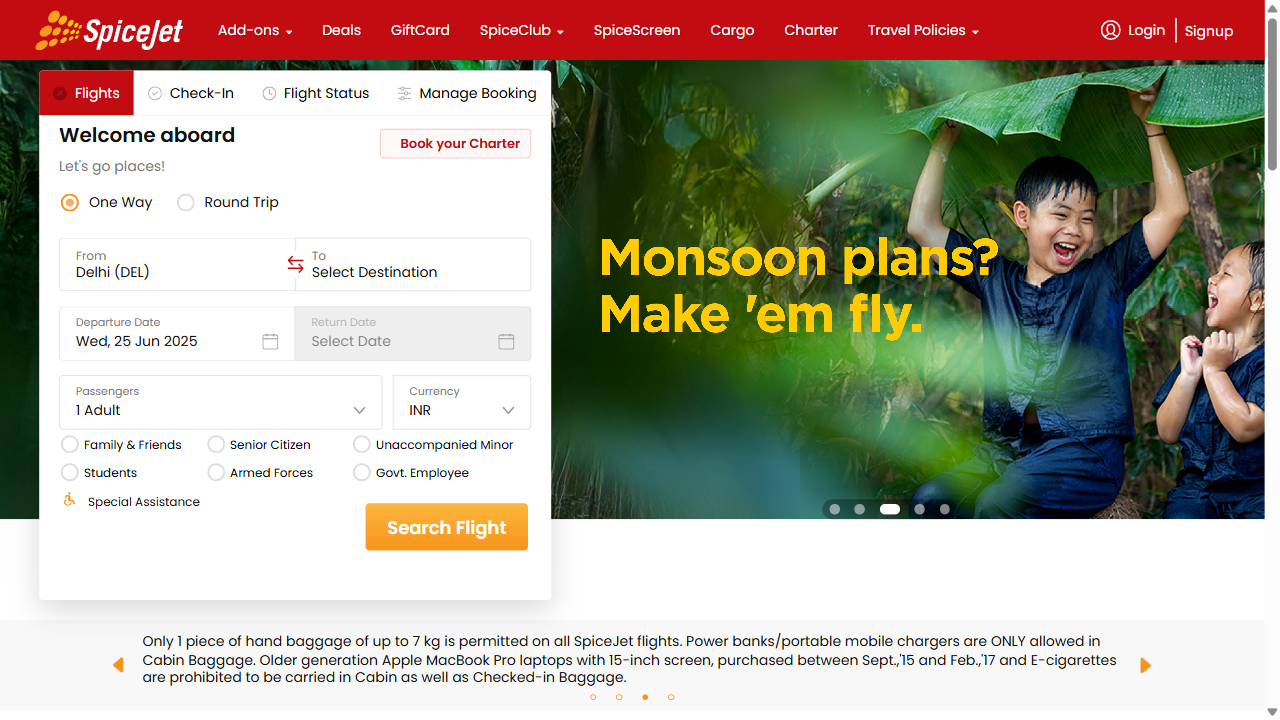 SpiceJet
Add-ons
Deals
GiftCard
SpiceClub
SpiceScreen
Cargo
Charter
Travel Policies
Login
Signup
Flights
Check-In
Flight Status
Manage Booking
Welcome aboard
Book your Charter
Let's go places!
One Way
Round Trip
From
Delhi (DEL)
To
Select Destination
Departure Date
Wed, 25 Jun 2025
Return Date
Select Date
Passengers
1 Adult
Currency
INR
Family & Friends
Senior Citizen
Unaccompanied Minor
Students
Armed Forces
Govt. Employee
Special Assistance
Search Flight
Monsoon plans?
Make 'em fly.
Only 1 piece of hand baggage of up to 7 kg is permitted on all SpiceJet flights. Power banks/portable mobile chargers are ONLY allowed in
Cabin Baggage. Older generation Apple MacBook Pro laptops with 15-inch screen, purchased between Sept.,'15 and Feb.,'17 and E-cigarettes
are prohibited to be carried in Cabin as well as Checked-in Baggage.